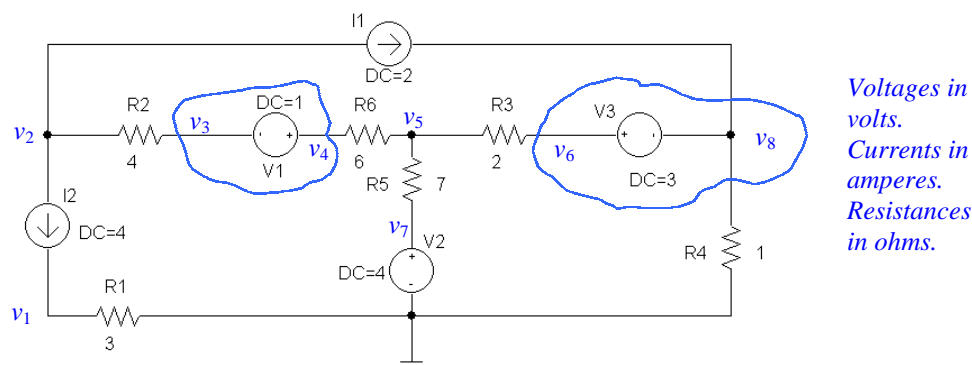 I1
DC=2
R2
4
v3
DC=1
-
+
V1
v4
R6
6
v5
R3
2
V3
+
-
v6
DC=3
v8
v2
R5
7
I2
DC=4
v7
V2
+
-
DC=4
R4
1
v1
R1
3
Voltages in
volts.
Currents in
amperes.
Resistances
in ohms.